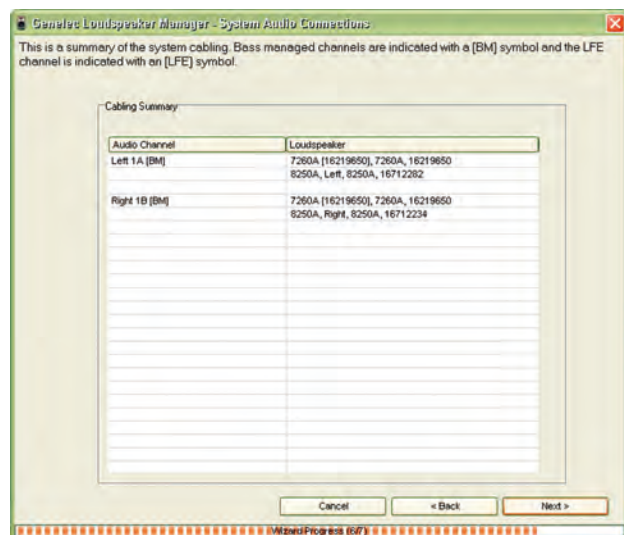 Genelec Loudspeaker Manager - System Audio Connections
This is a summary of the system cabling. Bass managed channels are indicated with a [BM] symbol and the LFE
channel is indicated with an [LFE] symbol.
Cabling Summary
Audio Channel Loudspeaker
Left 1A [BM] 7260A [16219650], 7260A, 16219650
8250A, Left, 8250A, 16712282
Right 1B [BM] 7260A [16219650], 7260A, 16219650
8250A, Right, 8250A, 16712234
Cancel < Back Next >
Wizard Progress (6/7)